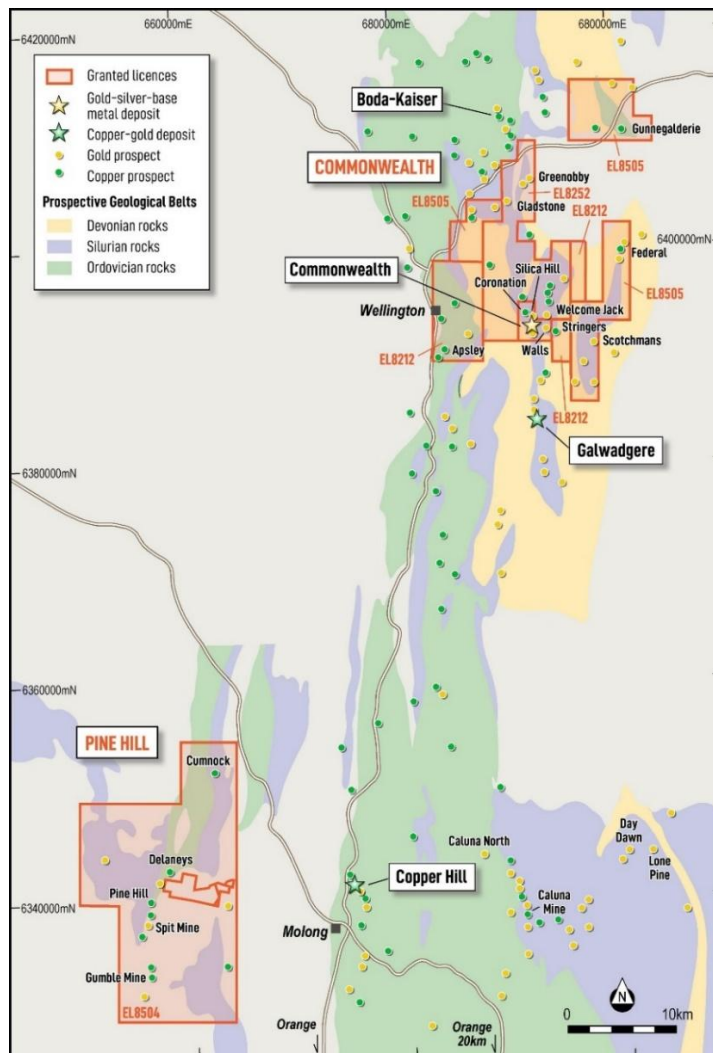 660000mE
680000mE
680000mE
6420000mN
Granted licences
Gold-silver-base
metal deposit
Copper-gold deposit
Gold prospect
Copper prospect
Prospective Geological Belts
Devonian rocks
Silurian rocks
Ordovician rocks
Boda-Kaiser
Gunnegalderie
EL8505
COMMONWEALTH
Greenobby
EL8252
EL8505
Gladstone
EL8212
6400000mN
Federal
Commonwealth
Silica Hill
Coronation
EL8505
Wellington
Welcome Jack
Stringers
Walls
Scotchmans
EL8212
Apsley
EL8212
Galwadgere
6380000mN
6360000mN
PINE HILL
Cumnock
Delaneys
Pine Hill
Spit Mine
Gumble Mine
EL8504
6340000mN
Caluna North
Day
Dawn
Lone
Pine
Copper Hill
Caluna
Mine
Molong
N
0
10km
Orange
Orange
20km